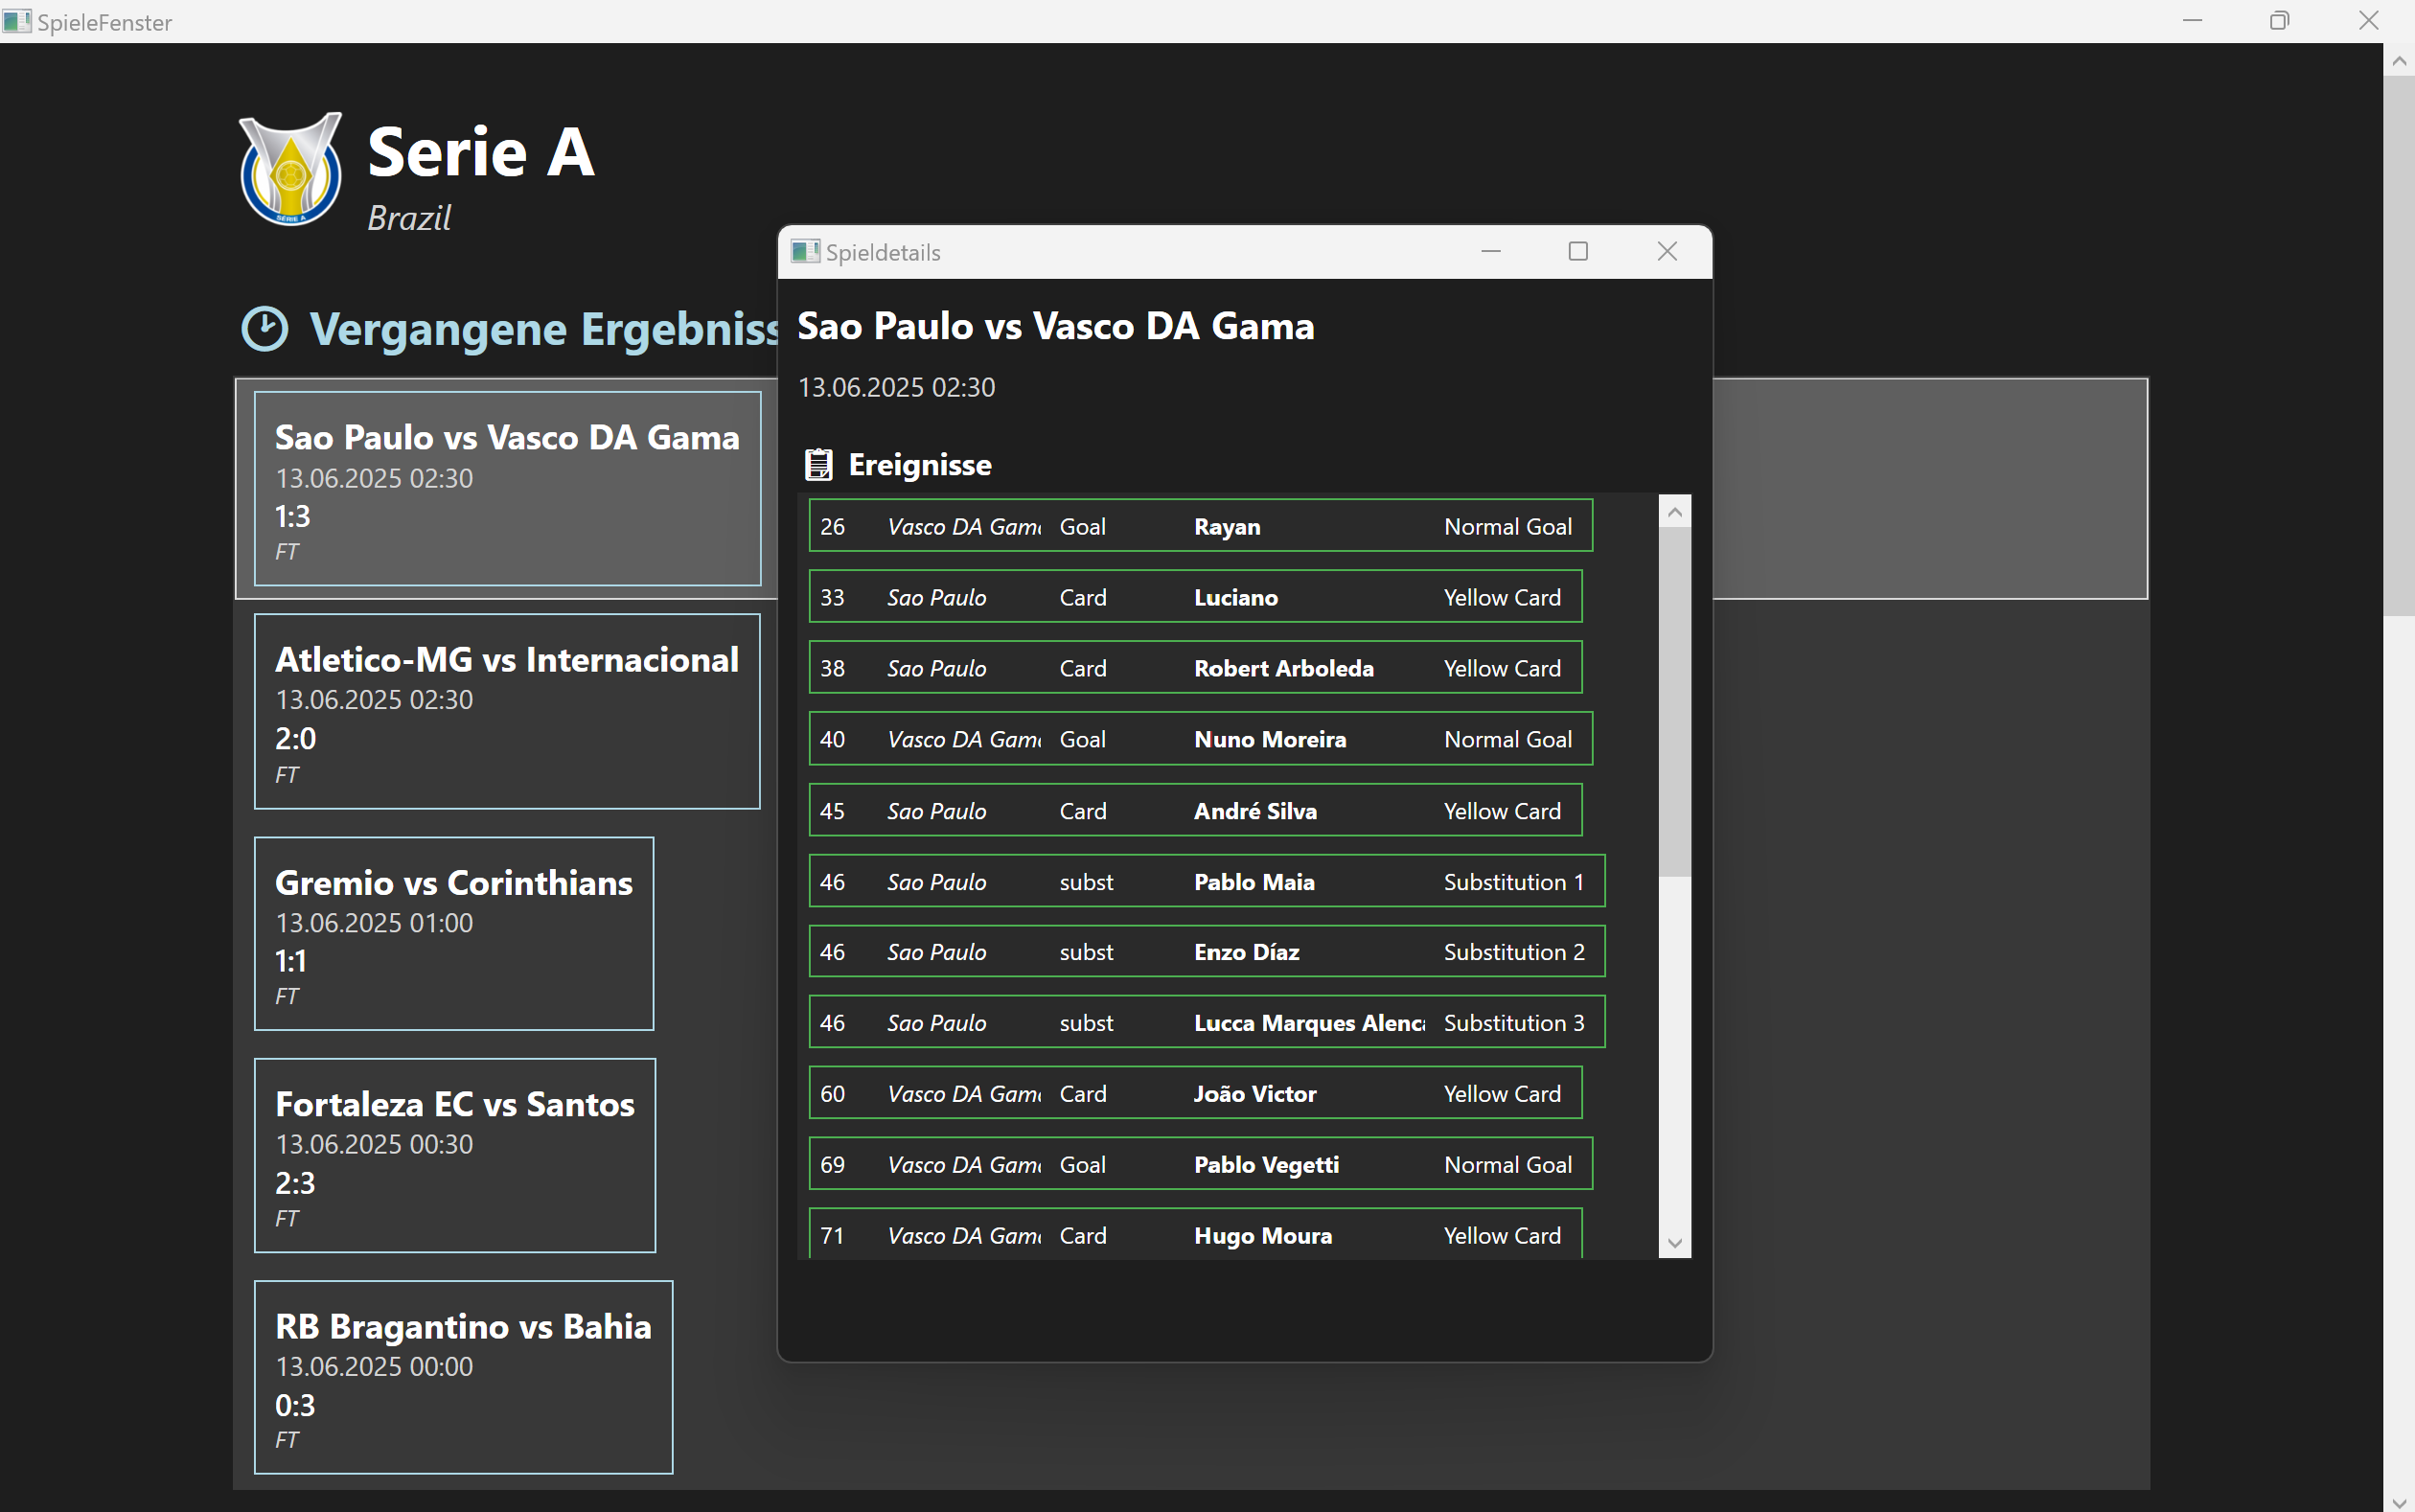 SpieleFenster
SERIE A
Serie A
Brazil
Vergangene Ergebniss
Sao Paulo vs Vasco DA Gama
13.06.2025 02:30
1:3
FT
Atletico-MG vs Internacional
13.06.2025 02:30
2:0
FT
Gremio vs Corinthians
13.06.2025 01:00
1:1
FT
Fortaleza EC vs Santos
13.06.2025 00:30
2:3
FT
RB Bragantino vs Bahia
13.06.2025 00:00
0:3
FT
Spieldetails
Sao Paulo vs Vasco DA Gama
13.06.2025 02:30
Ereignisse
26 Vasco DA Gam Goal Rayan Normal Goal
33 Sao Paulo Card Luciano Yellow Card
38 Sao Paulo Card Robert Arboleda Yellow Card
40 Vasco DA Gam Goal Nuno Moreira Normal Goal
45 Sao Paulo Card André Silva Yellow Card
46 Sao Paulo subst Pablo Maia Substitution 1
46 Sao Paulo subst Enzo Díaz Substitution 2
46 Sao Paulo subst Lucca Marques Alenc Substitution 3
60 Vasco DA Gam Card João Victor Yellow Card
69 Vasco DA Gam Goal Pablo Vegetti Normal Goal
71 Vasco DA Gam Card Hugo Moura Yellow Card